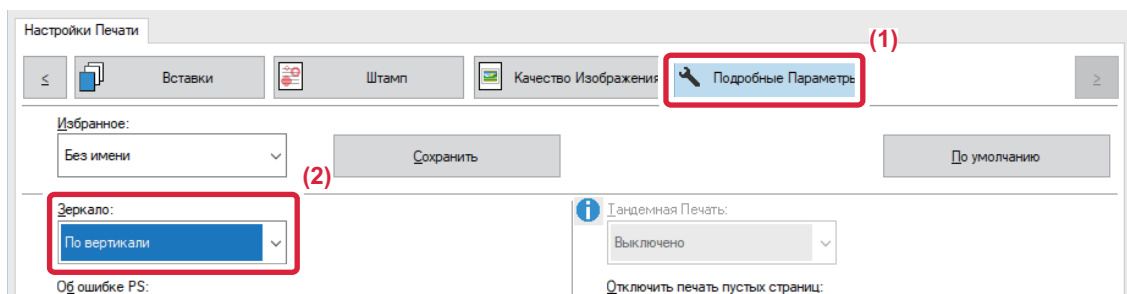 Настройки Печати
(1)
≤ Вставки Штамп Качество Изображения Подробные Параметры ≥
Избранное:
Без имени Сохранить По умолчанию
(2)
Зеркало: Тандемная Печать:
По вертикали Выключено
Об ошибке PS: Отключить печать пустых страниц: